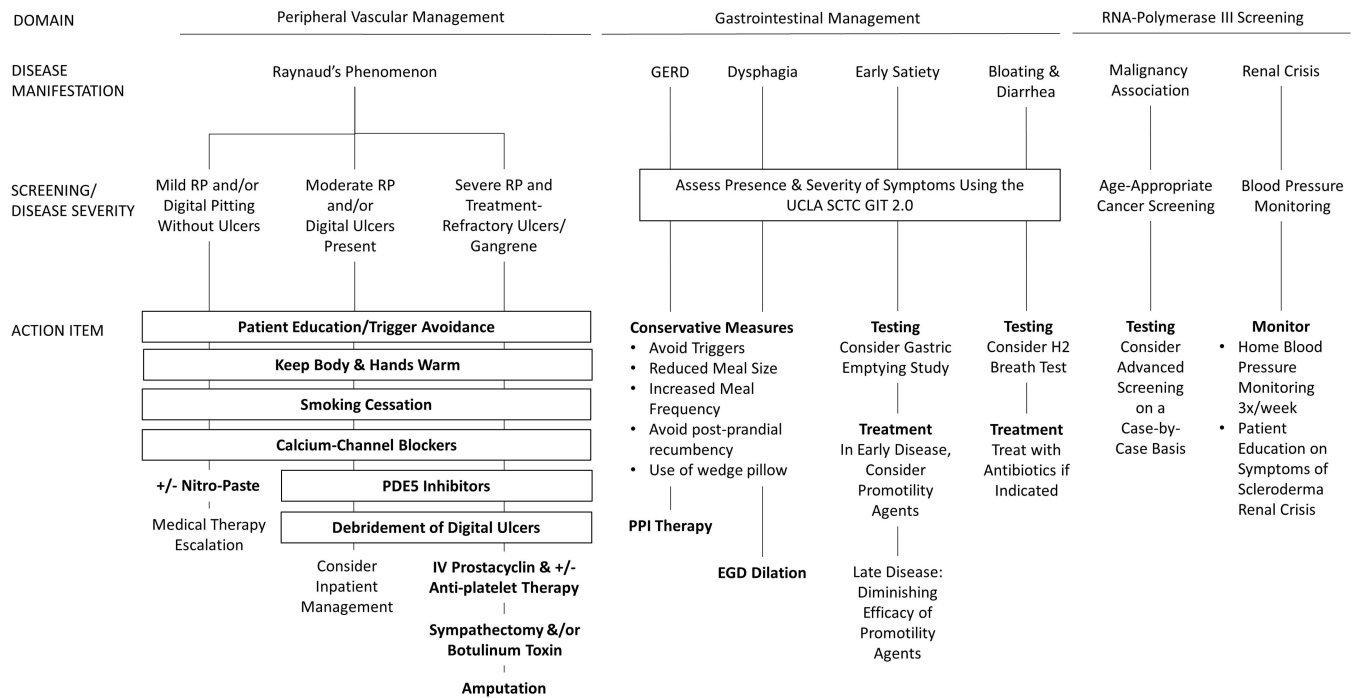 DOMAIN
Peripheral Vascular Management
Gastrointestinal Management
RNA-Polymerase III Screening
DISEASE
MANIFESTATION
Raynaud's Phenomenon
GERD
Dysphagia
Early Satiety
Bloating &
Diarrhea
Malignancy
Association
Renal Crisis
SCREENING/
DISEASE SEVERITY
Mild RP and/or
Digital Pitting
Without Ulcers
Moderate RP
and/or
Digital Ulcers
Present
Severe RP and
Treatment-
Refractory Ulcers/
Gangrene
Assess Presence & Severity of Symptoms Using the
UCLA SCTC GIT 2.0
Age-Appropriate
Cancer Screening
Blood Pressure
Monitoring
ACTION ITEM
Patient Education/Trigger Avoidance
Keep Body & Hands Warm
Smoking Cessation
Calcium-Channel Blockers
+/- Nitro-Paste
Medical Therapy
Escalation
PDE5 Inhibitors
Debridement of Digital Ulcers
Consider
Inpatient
Management
IV Prostacyclin & +/-
Anti-platelet Therapy
Sympathectomy &/or
Botulinum Toxin
Amputation
Conservative Measures
• Avoid Triggers
• Reduced Meal Size
• Increased Meal
Frequency
• Avoid post-prandial
recumbency
• Use of wedge pillow
PPI Therapy
EGD Dilation
Testing
Consider Gastric
Emptying Study
Treatment
In Early Disease,
Consider
Promotility
Agents
Late Disease:
Diminishing
Efficacy of
Promotility
Agents
Testing
Consider H2
Breath Test
Treatment
Treat with
Antibiotics if
Indicated
Testing
Consider
Advanced
Screening
on a
Case-by-
Case Basis
Monitor
• Home Blood
Pressure
Monitoring
3x/week
• Patient
Education on
Symptoms of
Scleroderma
Renal Crisis